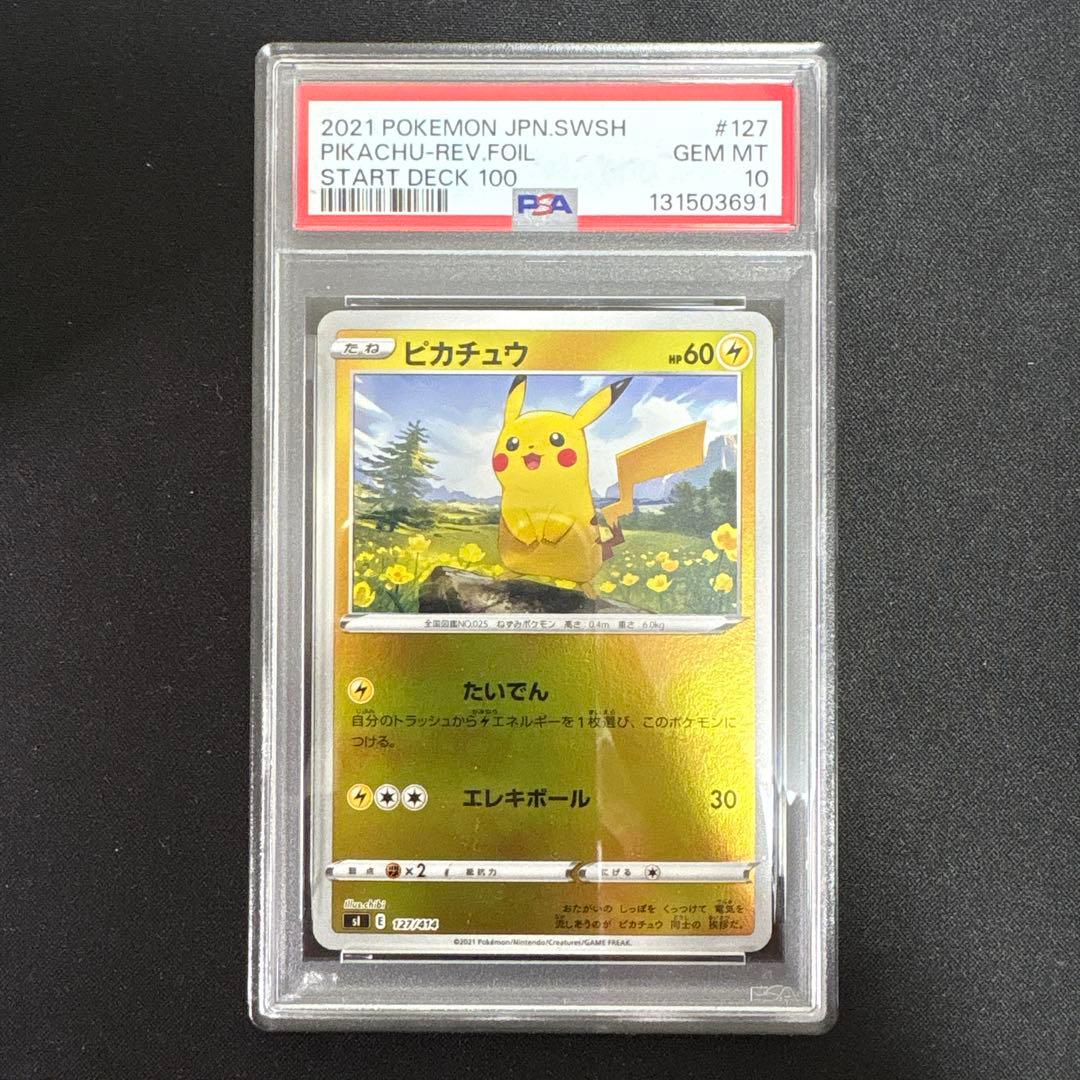 2021 POKEMON JPN.SWSH #127
PIKACHU-REV.FOIL GEM MT
START DECK 100 10
PSA 131503691
たね ピカチュウ HP60
全国図鑑NO.025 ねずみポケモン 高さ 0.4m 重さ 6.0kg
たいでん
自分のトラッシュからエネルギーを1枚選び、このポケモンに
つける。
エレキボール 30
弱点 ×2 抵抗力 にげる
illus.chibi
sI E 127/414
おたがいの しっぽを くっつけて 電気を
流しあうのが ピカチュウ 同士の 挨拶だ。
©2021 Pokémon/Nintendo/Creatures/GAME FREAK.
PSA